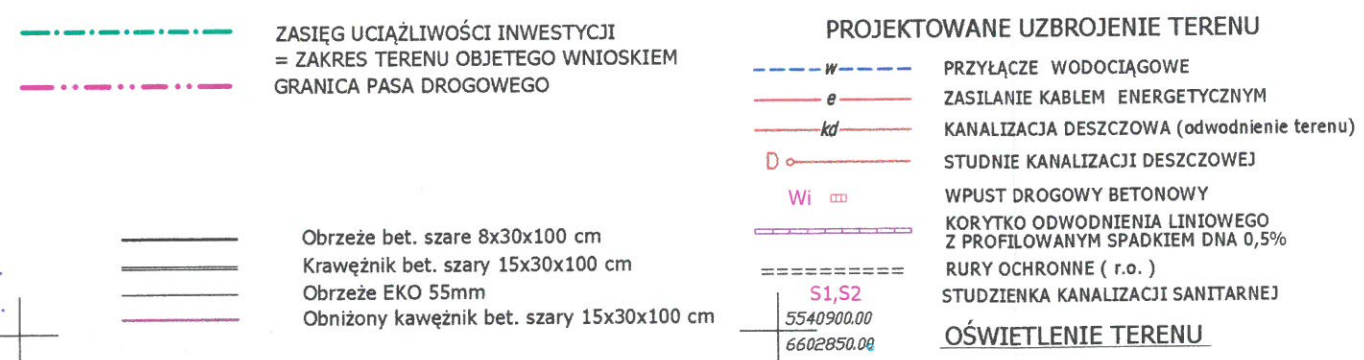 ZASIĘG UCIĄŻLIWOŚCI INWESTYCJI
= ZAKRES TERENU OBJETEGO WNIOSKIEM
GRANICA PASA DROGOWEGO
Obrzeże bet. szare 8x30x100 cm
Krawężnik bet. szary 15x30x100 cm
Obrzeże EKO 55mm
Obniżony kawężnik bet. szary 15x30x100 cm
PROJEKTOWANE UZBROJENIE TERENU
w PRZYŁĄCZE WODOCIĄGOWE
e ZASILANIE KABLEM ENERGETYCZNYM
kd KANALIZACJA DESZCZOWA (odwodnienie terenu)
D STUDNIE KANALIZACJI DESZCZOWEJ
Wi WPUST DROGOWY BETONOWY
KORYTKO ODWODNIENIA LINIOWEGO
Z PROFILOWANYM SPADKIEM DNA 0,5%
RURY OCHRONNE ( r.o. )
S1,S2 STUDZIENKA KANALIZACJI SANITARNEJ
5540900.00
6602850.00
OŚWIETLENIE TERENU